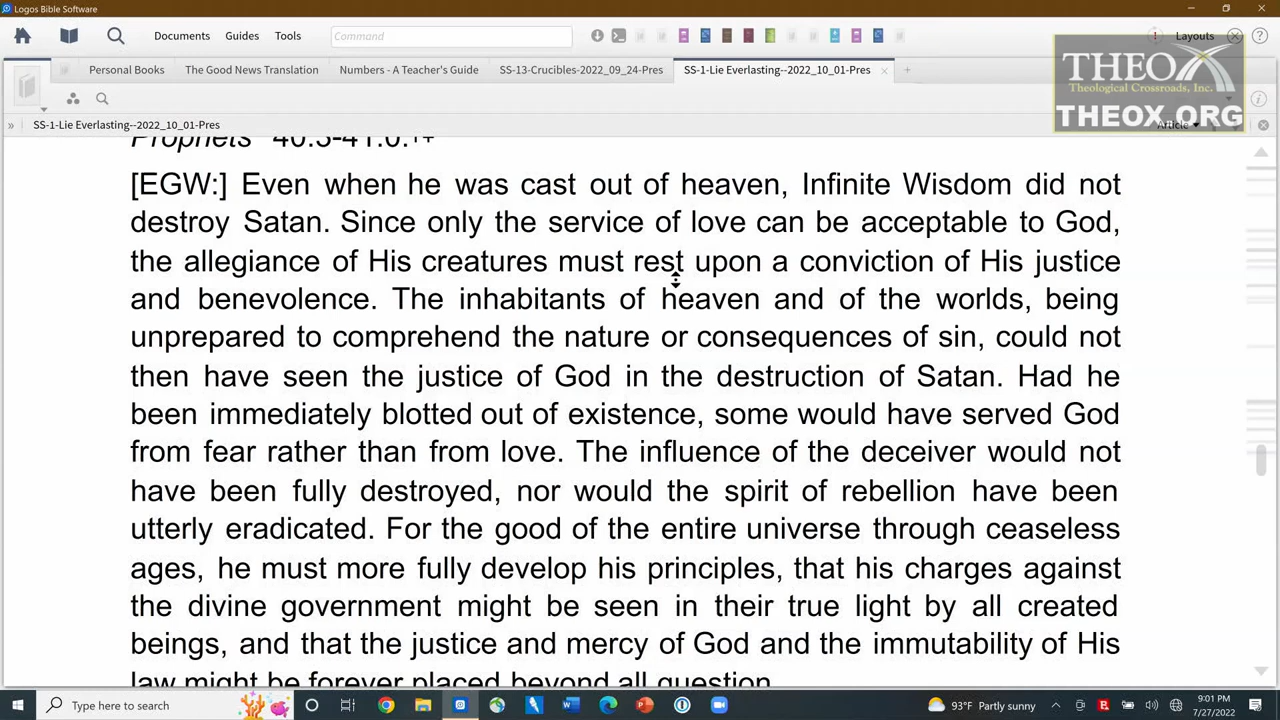 Logos Bible Software
Documents Guides Tools Command Layouts
Personal Books The Good News Translation Numbers - A Teacher's Guide SS-13-Crucibles-2022_09_24-Pres SS-1-Lie Everlasting--2022_10_01-Pres
THEOX
Theological Crossroads, Inc.
THEOX.ORG
SS-1-Lie Everlasting--2022_10_01-Pres Article
Prophets
[EGW:] Even when he was cast out of heaven, Infinite Wisdom did not
destroy Satan. Since only the service of love can be acceptable to God,
the allegiance of His creatures must rest upon a conviction of His justice
and benevolence. The inhabitants of heaven and of the worlds, being
unprepared to comprehend the nature or consequences of sin, could not
then have seen the justice of God in the destruction of Satan. Had he
been immediately blotted out of existence, some would have served God
from fear rather than from love. The influence of the deceiver would not
have been fully destroyed, nor would the spirit of rebellion have been
utterly eradicated. For the good of the entire universe through ceaseless
ages, he must more fully develop his principles, that his charges against
the divine government might be seen in their true light by all created
beings, and that the justice and mercy of God and the immutability of His
law might be forever placed beyond all question.
Type here to search 93°F Partly sunny 9:01 PM
7/27/2022